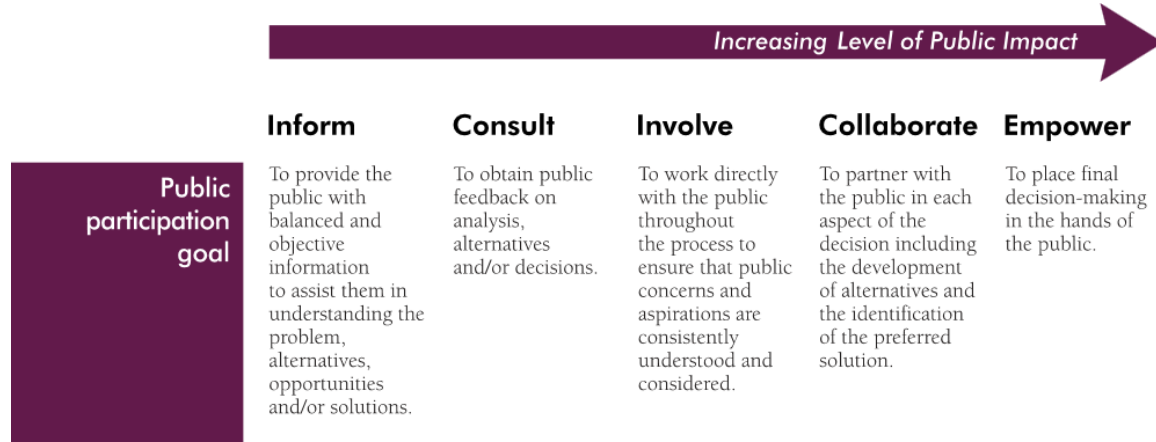 Increasing Level of Public Impact
Inform
Consult
Involve
Collaborate
Empower
Public
participation
goal
To provide the
public with
balanced and
objective
information
to assist them in
understanding the
problem,
alternatives,
opportunities
and/or solutions.
To obtain public
feedback on
analysis,
alternatives
and/or decisions.
To work directly
with the public
throughout
the process to
ensure that public
concerns and
aspirations are
consistently
understood and
considered.
To partner with
the public in each
aspect of the
decision including
the development
of alternatives and
the identification
of the preferred
solution.
To place final
decision-making
in the hands of
the public.